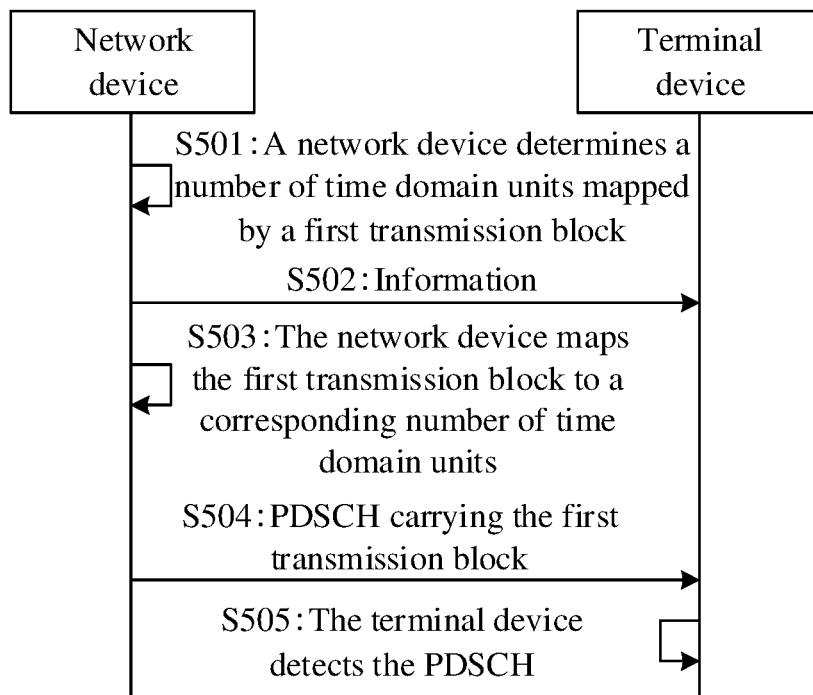 Network
device
Terminal
device
S501: A network device determines a
number of time domain units mapped
by a first transmission block
S502: Information
S503: The network device maps
the first transmission block to a
corresponding number of time
domain units
S504: PDSCH carrying the first
transmission block
S505: The terminal device
detects the PDSCH